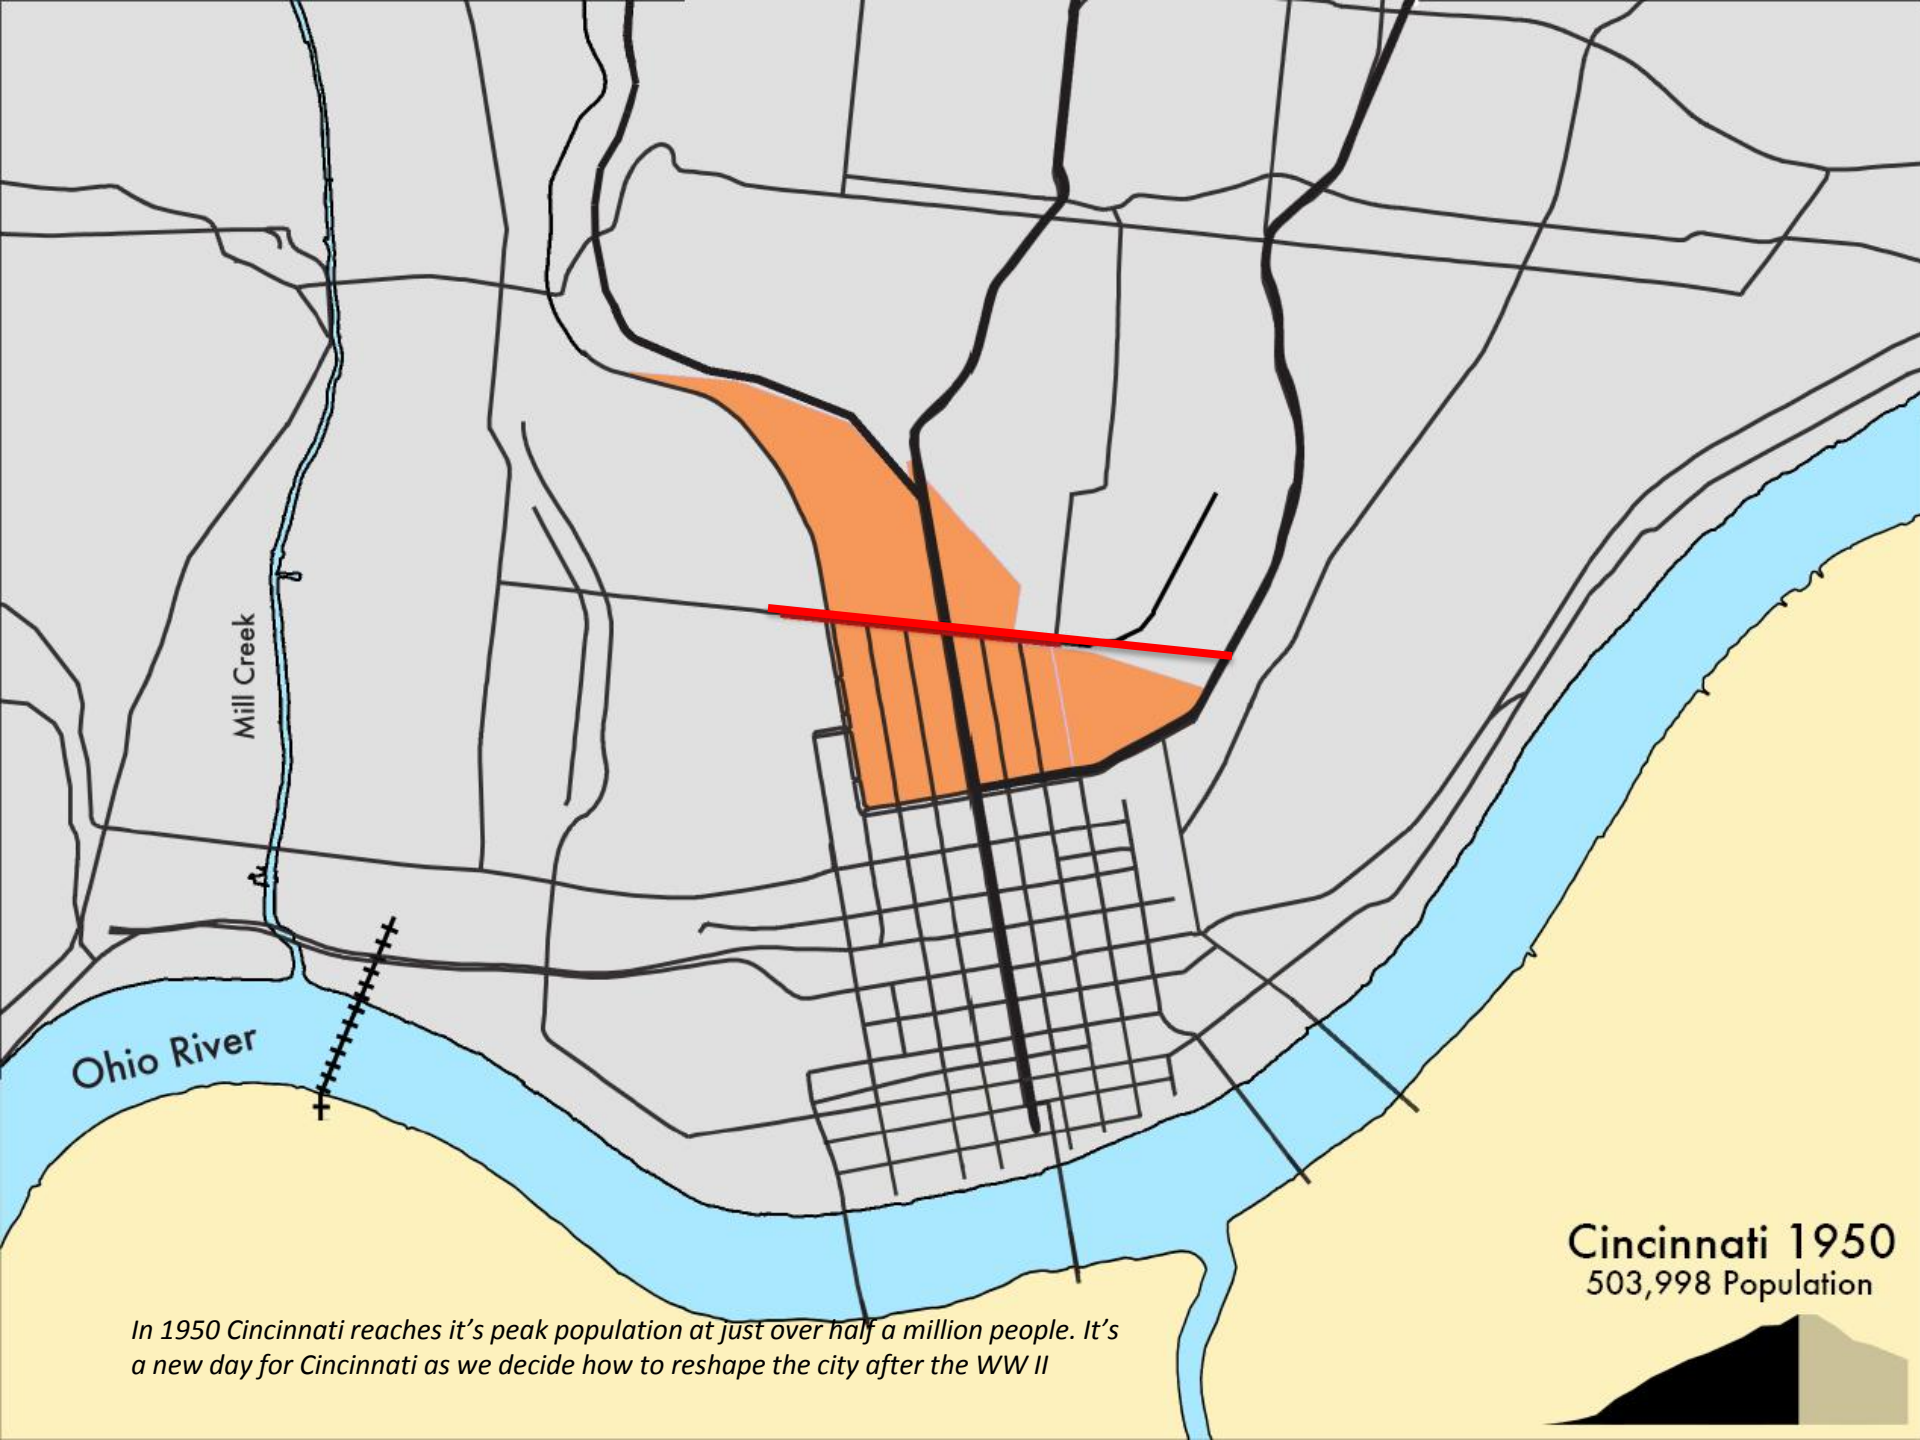 Mill Creek
Ohio River
Cincinnati 1950
503,998 Population
In 1950 Cincinnati reaches it's peak population at just over half a million people. It's
a new day for Cincinnati as we decide how to reshape the city after the WW II